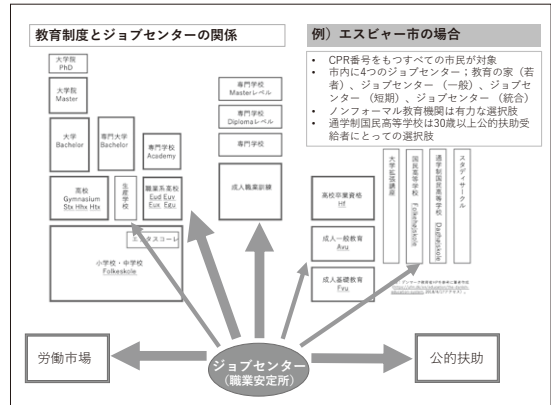 教育制度とジョブセンターの関係
例）エスビャー市の場合
• CPR番号をもつすべての市民が対象
• 市内に4つのジョブセンター；教育の家（若
者）、ジョブセンター （一般）、ジョブセ
ンター （短期）、ジョブセンター （統合）
• ノンフォーマル教育機関は有力な選択肢
• 通学制国民高等学校は30歳以上公的扶助受
給者にとっての選択肢
大学院
PhD
大学院
Master
大学
Bachelor
専門大学
Bachelor
専門学校
Academy
高校
Gymnasium
Stx Hhx Htx
生産学校
職業系高校
Eud Euv
Eux Egu
小学校・中学校
Folkeskole
専門学校
Masterレベル
専門学校
Diplomaレベル
専門学校
成人職業訓練
高校卒業資格
Hf
成人一般教育
Avu
成人基礎教育
Fvu
大学拡張講座
国民高等学校
Folkehøjskole
通学制国民高等学校
Daghøjskole
スタディサークル
労働市場
ジョブセンター
（職業安定所）
公的扶助